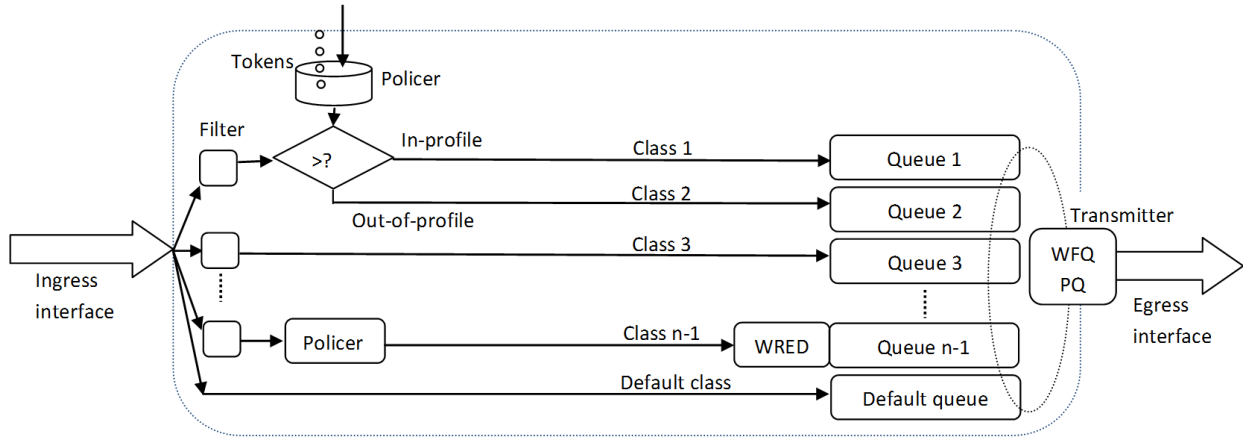 Tokens
Policer
Filter
In-profile
>?
Class 1
Queue 1
Class 2
Out-of-profile
Queue 2
Transmitter
Class 3
Queue 3
WFQ
PQ
Ingress
interface
Egress
interface
Policer
Class n-1
WRED
Queue n-1
Default class
Default queue